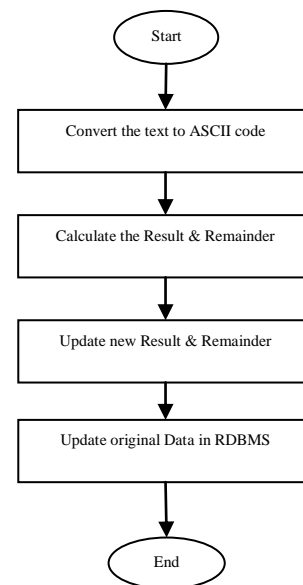 Start
Convert the text to ASCII code
Calculate the Result & Remainder
Update new Result & Remainder
Update original Data in RDBMS
End